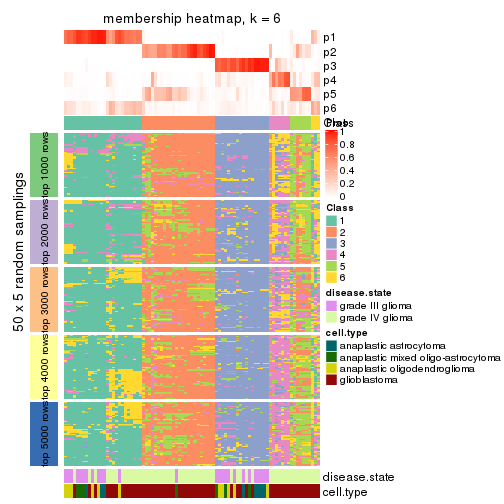 membership heatmap, k = 6
p1
p2
p3
p4
p5
p6
Class
Prob
1
0.8
0.6
0.4
0.2
0
Class
1
2
3
4
5
6
disease.state
grade III glioma
grade IV glioma
cell.type
anaplastic astrocytoma
anaplastic mixed oligo-astrocytoma
anaplastic oligodendroglioma
glioblastoma
50 x 5 random samplings
top 1000 rows
top 2000 rows
top 3000 rows
top 4000 rows
top 5000 rows
disease.state
cell.type